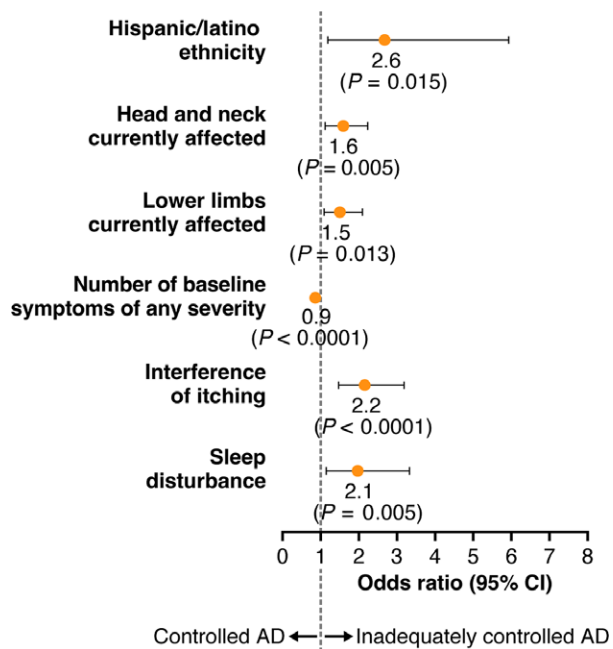 Hispanic/latino
ethnicity
2.6
(P = 0.015)
Head and neck
currently affected
1.6
(P = 0.005)
Lower limbs
currently affected
1.5
(P = 0.013)
Number of baseline
symptoms of any severity
0.9
(P < 0.0001)
Interference
of itching
2.2
(P < 0.0001)
Sleep
disturbance
2.1
(P = 0.005)
0 1 2 3 4 5 6 7 8
Odds ratio (95% CI)
Controlled AD ← → Inadequately controlled AD